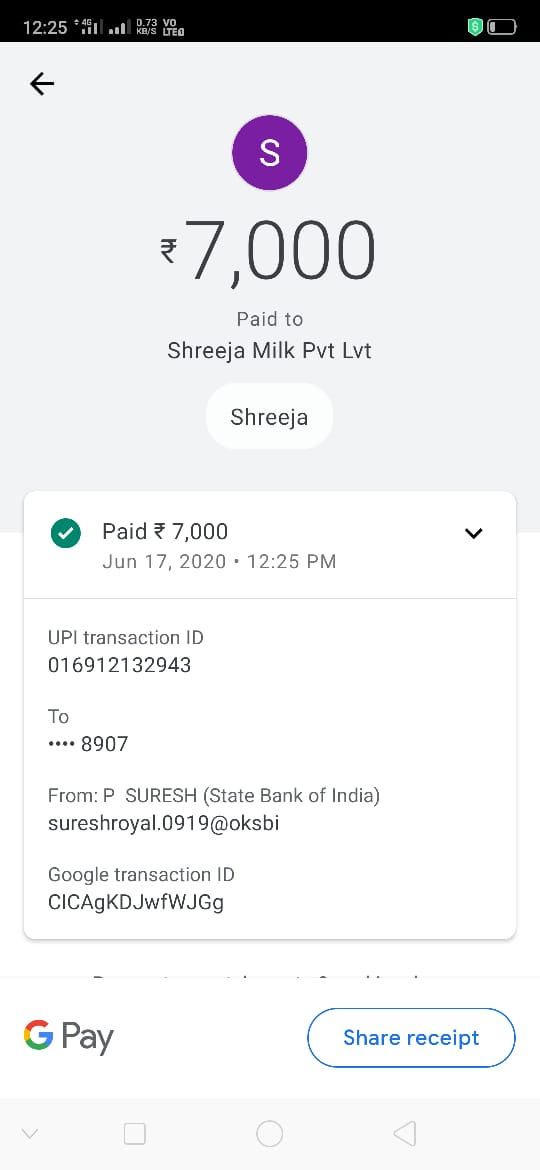 12:25 4G 0.73 KB/S VO LTE
S
₹7,000
Paid to
Shreeja Milk Pvt Lvt
Shreeja
Paid ₹ 7,000
Jun 17, 2020 • 12:25 PM
UPI transaction ID
016912132943
To
•••• 8907
From: P  SURESH (State Bank of India)
sureshroyal.0919@oksbi
Google transaction ID
CICAgKDJwfWJGg
G Pay
Share receipt